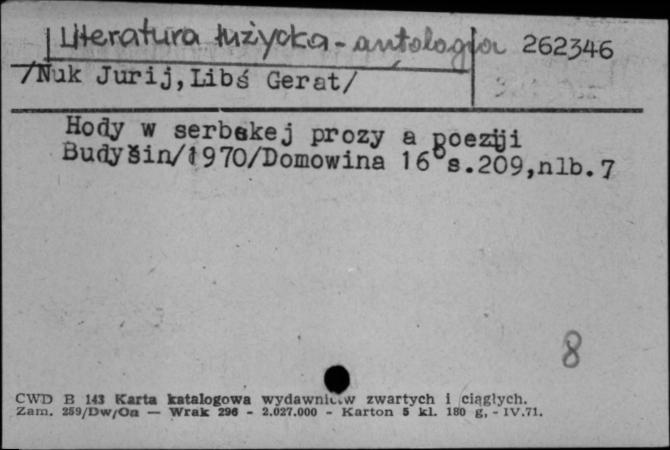 Literatura łużycka - antologia 262346
/Nuk Jurij, Libś Gerat/
Hody w serbskej prozy a poeziji
Budyšin/1970/Domowina 16° s.209,nlb.7
8
CWD B 143 Karta katalogowa wydawnictw zwartych i ciągłych.
Zam. 259/Dw/Oa — Wrak 296 - 2.027.000 - Karton 5 kl. 180 g. - IV.71.